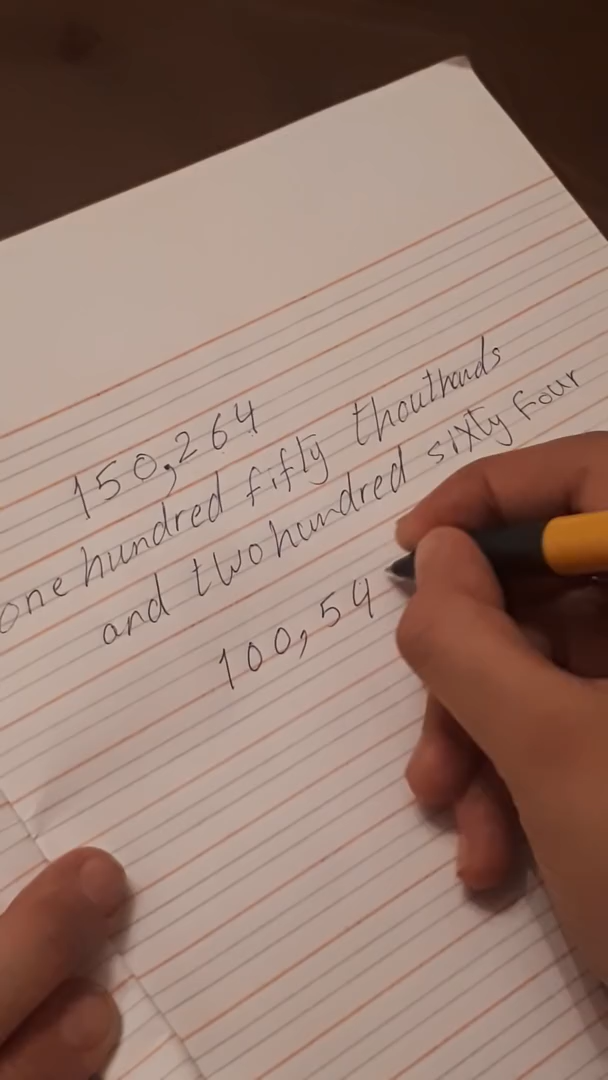 150,264
one hundred fifty thouthands
and two hundred sixty four
100,54